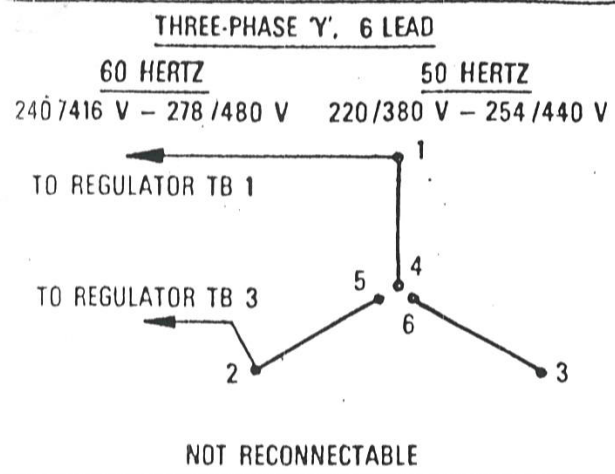 THREE-PHASE Y, 6 LEAD
60 HERTZ 50 HERTZ
240/416 V – 278/480 V 220/380 V – 254/440 V
1
TO REGULATOR TB 1
4
5
6
TO REGULATOR TB 3
2
3
NOT RECONNECTABLE